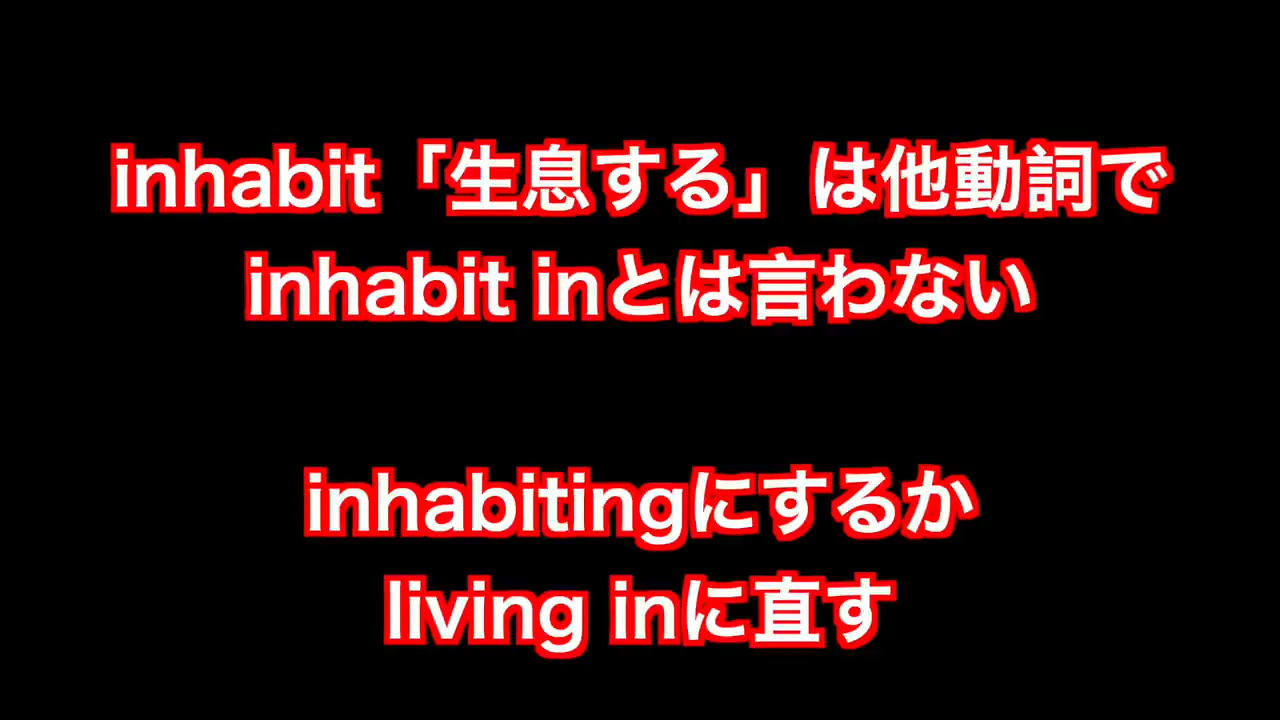 inhabit「生息する」は他動詞で
inhabit inとは言わない
inhabitingにするか
living inに直す